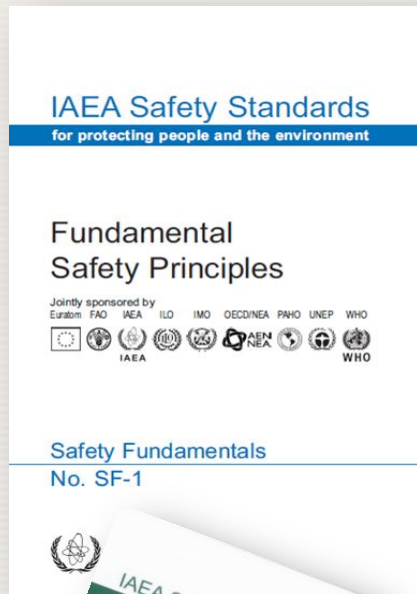 IAEA Safety Standards
for protecting people and the environment
Fundamental
Safety Principles
Jointly sponsored by
Euratom FAO IAEA ILO IMO OECD/NEA PAHO UNEP WHO
IAEA AEN NEA WHO
Safety Fundamentals
No. SF-1
IAEA